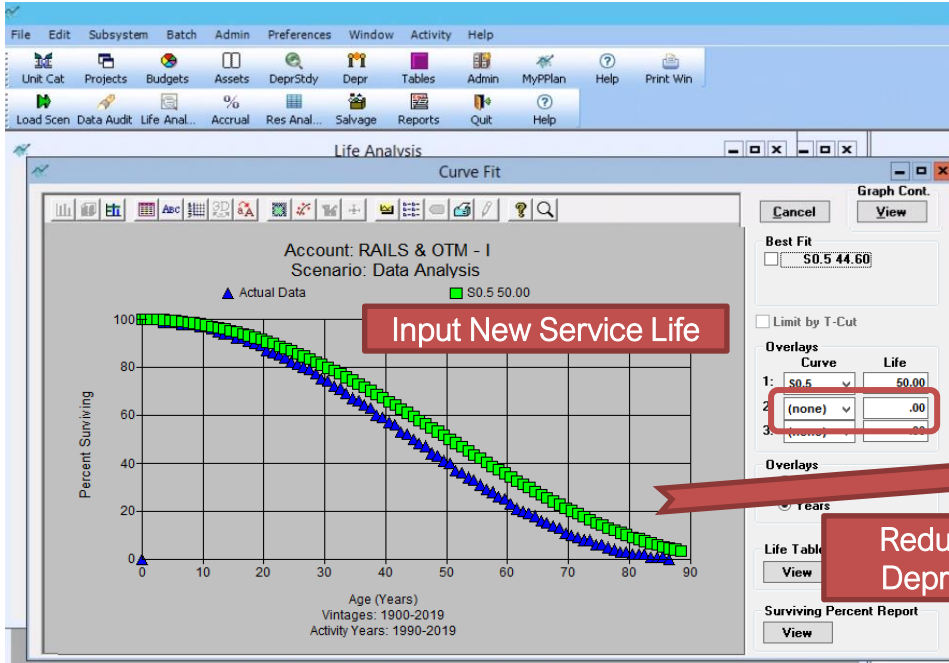 File Edit Subsystem Batch Admin Preferences Window Activity Help
Unit Cat Projects Budgets Assets DeprStdy Depr Tables Admin MyPPlan Help Print Win
Load Scen Data Audit Life Anal... Accrual Res Anal... Salvage Reports Quit Help
Life Analysis
Curve Fit
Graph Cont.
Cancel View
Abc 3D
Account: RAILS & OTM - I
Scenario: Data Analysis
Actual Data S0.5 50.00
Input New Service Life
Best Fit
S0.5 44.60
Limit by T-Cut
Overlays
Curve Life
1: S0.5 50.00
2 (none) .00
3. (none) .00
Overlays
Years
Redu
Depr
Life Table
View
Surviving Percent Report
View
Percent Surviving
100
80
60
40
20
0
0 10 20 30 40 50 60 70 80 90
Age (Years)
Vintages: 1900-2019
Activity Years: 1990-2019